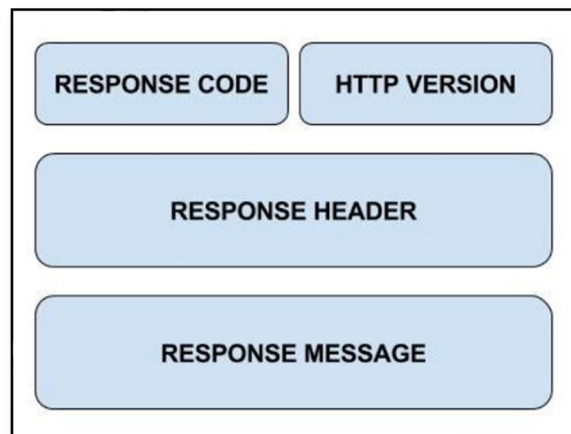 RESPONSE CODE
HTTP VERSION
RESPONSE HEADER
RESPONSE MESSAGE